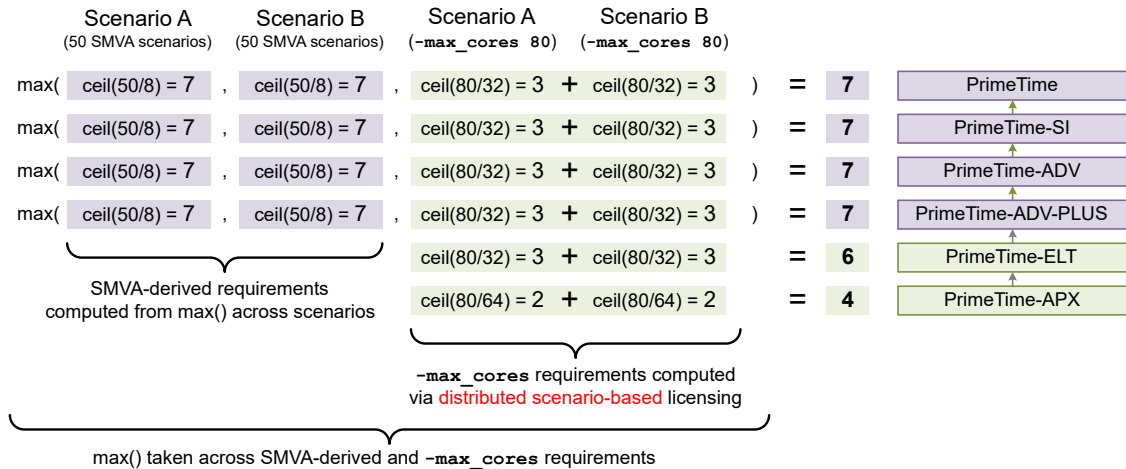 Scenario A Scenario B Scenario A Scenario B
(50 SMVA scenarios) (50 SMVA scenarios) (-max_cores 80) (-max_cores 80)
max( ceil(50/8) = 7 , ceil(50/8) = 7 , ceil(80/32) = 3 + ceil(80/32) = 3 ) = 7 PrimeTime
max( ceil(50/8) = 7 , ceil(50/8) = 7 , ceil(80/32) = 3 + ceil(80/32) = 3 ) = 7 PrimeTime-SI
max( ceil(50/8) = 7 , ceil(50/8) = 7 , ceil(80/32) = 3 + ceil(80/32) = 3 ) = 7 PrimeTime-ADV
max( ceil(50/8) = 7 , ceil(50/8) = 7 , ceil(80/32) = 3 + ceil(80/32) = 3 ) = 7 PrimeTime-ADV-PLUS
ceil(80/32) = 3 + ceil(80/32) = 3 = 6 PrimeTime-ELT
ceil(80/64) = 2 + ceil(80/64) = 2 = 4 PrimeTime-APX
SMVA-derived requirements
computed from max() across scenarios
-max_cores requirements computed
via distributed scenario-based licensing
max() taken across SMVA-derived and -max_cores requirements